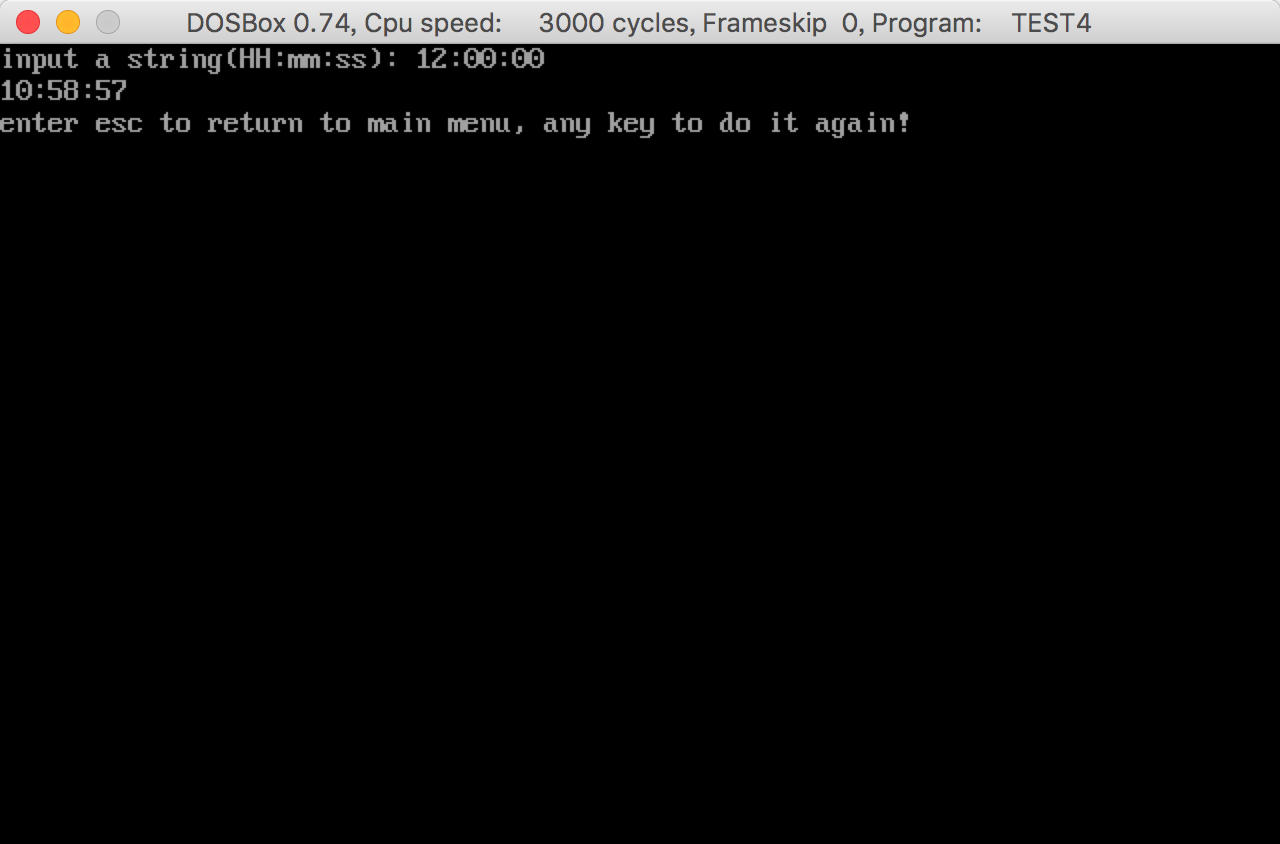 DOSBox 0.74, Cpu speed: 3000 cycles, Frameskip 0, Program: TEST4
input a string(HH:mm:ss): 12:00:00
10:58:57
enter esc to return to main menu, any key to do it again!